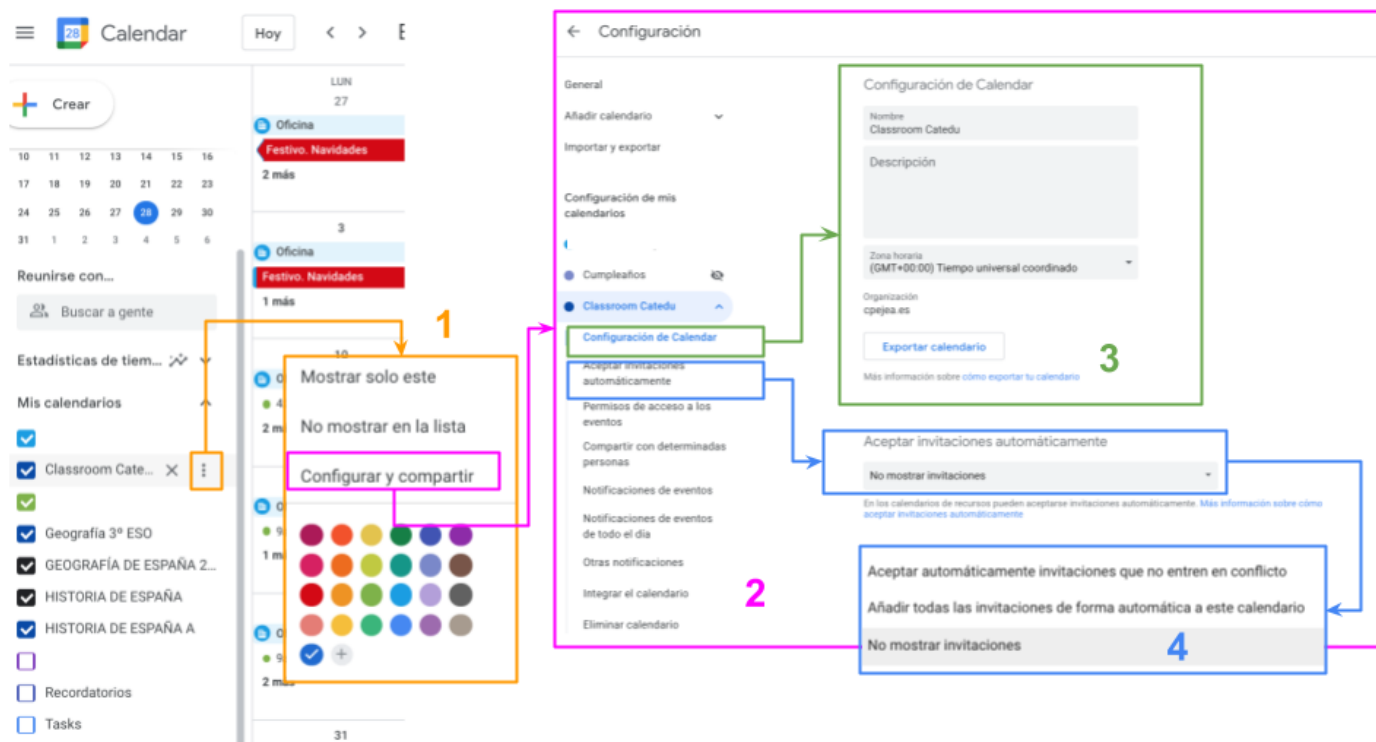 28
Calendar
Hoy
Crear
10 11 12 13 14 15 16
17 18 19 20 21 22 23
24 25 26 27 28 29 30
31 1 2 3 4 5 6
Reunirse con...
Buscar a gente
Estadísticas de tiem...
Mis calendarios
Classroom Cate...
Geografía 3º ESO
GEOGRAFÍA DE ESPAÑA 2...
HISTORIA DE ESPAÑA
HISTORIA DE ESPAÑA A
Recordatorios
Tasks
LUN
27
Oficina
Festivo. Navidades
2 más
3
Oficina
Festivo. Navidades
1 más
10
31
1
Mostrar solo este
No mostrar en la lista
Configurar y compartir
Configuración
General
Añadir calendario
Importar y exportar
Configuración de mis
calendarios
Cumpleaños
Classroom Catedu
Configuración de Calendar
Aceptar invitaciones
automáticamente
Permisos de acceso a los
eventos
Compartir con determinadas
personas
Notificaciones de eventos
Notificaciones de eventos
de todo el día
Otras notificaciones
Integrar el calendario
Eliminar calendario
2
Configuración de Calendar
Nombre
Classroom Catedu
Descripción
Zona horaria
(GMT+00:00) Tiempo universal coordinado
Organización
cpejea.es
Exportar calendario
Más información sobre cómo exportar tu calendario
3
Aceptar invitaciones automáticamente
No mostrar invitaciones
En los calendarios de recursos pueden aceptarse invitaciones automáticamente. Más información sobre cómo
aceptar invitaciones automáticamente
Aceptar automáticamente invitaciones que no entren en conflicto
Añadir todas las invitaciones de forma automática a este calendario
No mostrar invitaciones
4